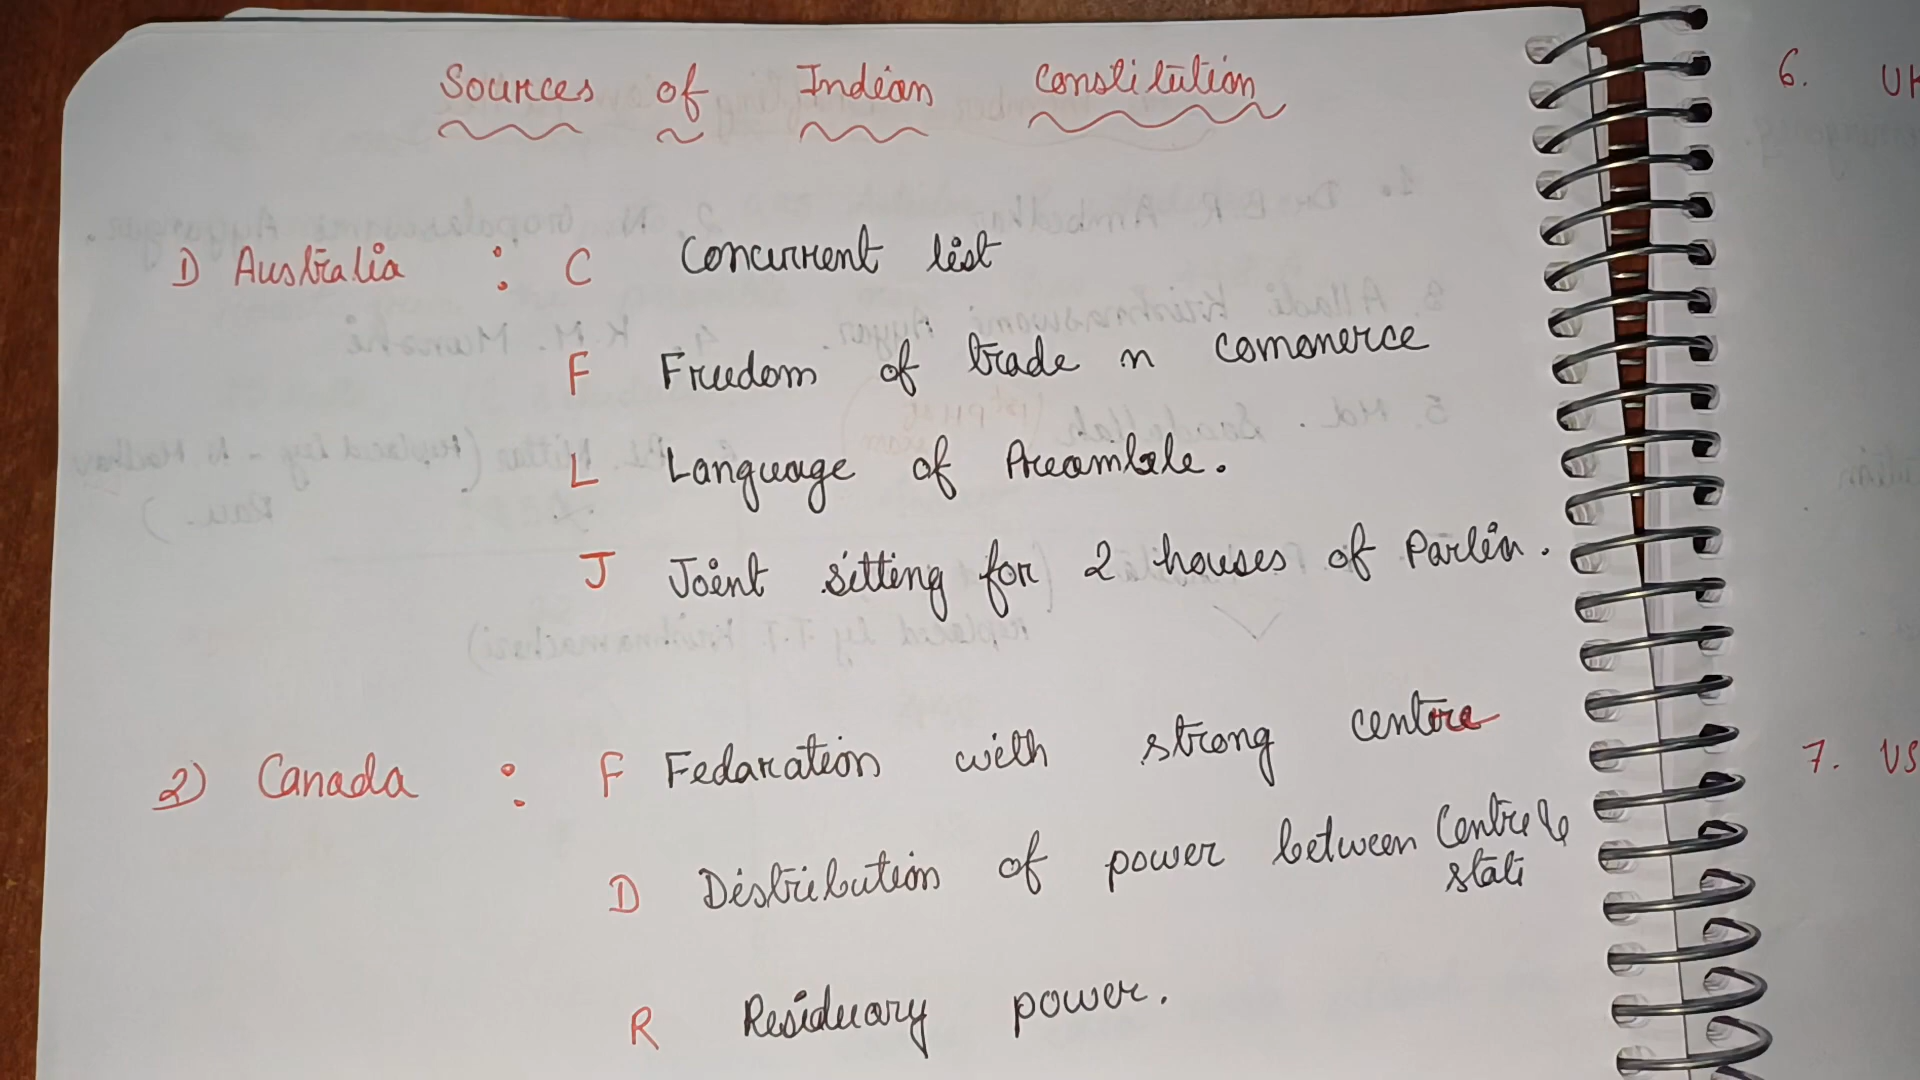 Sources of Indian Constitution
1) Australia : C Concurrent list
F Freedom of trade n commerce
L Language of Preamble.
J Joint sitting for 2 houses of Parlia.
2) Canada : F Fedaration with strong centre
D Distribution of power between Centre &
state
R Residuary power.
6. UK
7. US